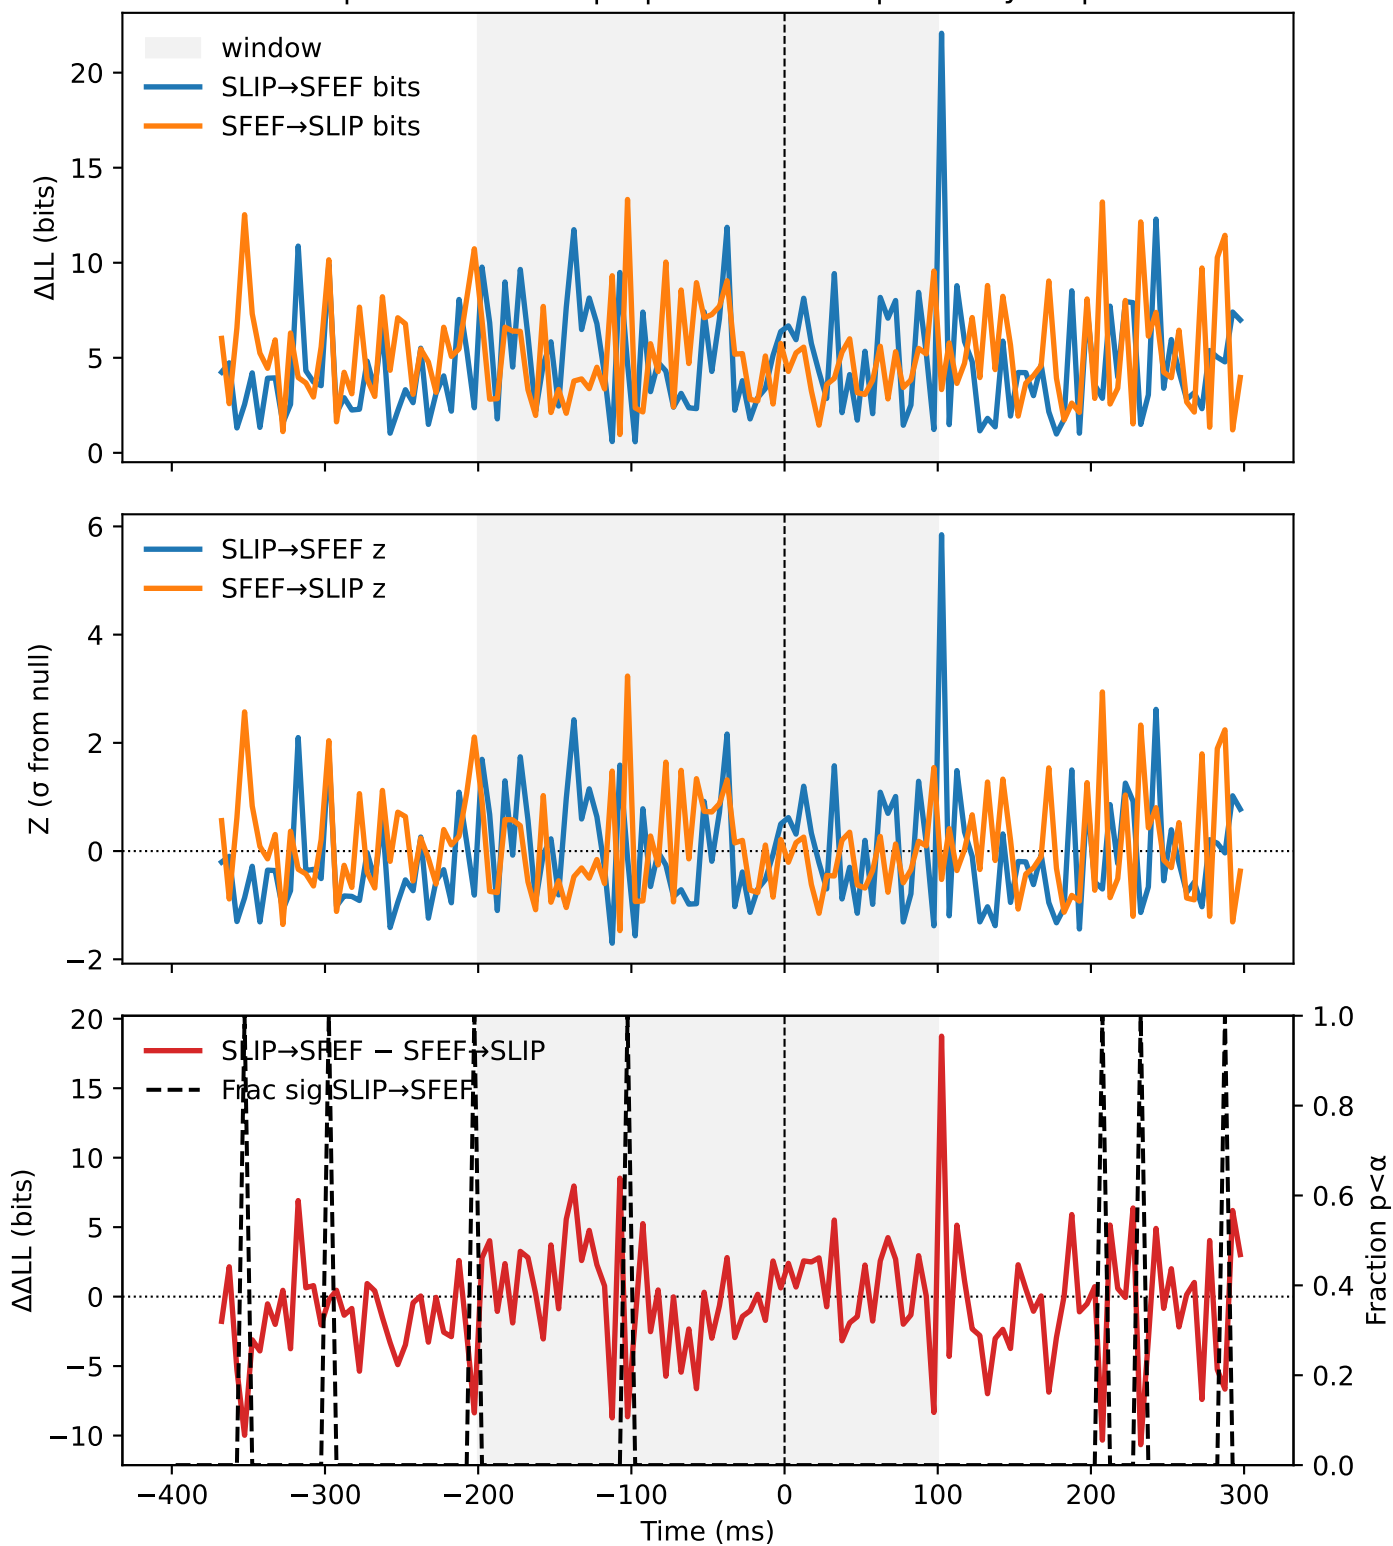 window
SLIP→SFEF bits
SFEF→SLIP bits
ΔLL (bits)
20
15
10
5
0
SLIP→SFEF z
SFEF→SLIP z
Z (σ from null)
6
4
2
0
−2
SLIP→SFEF − SFEF→SLIP
Frac sig SLIP→SFEF
ΔΔLL (bits)
20
15
10
5
0
−5
−10
1.0
0.8
0.6
0.4
0.2
0.0
Fraction p<α
−400
−300
−200
−100
0
100
200
300
Time (ms)